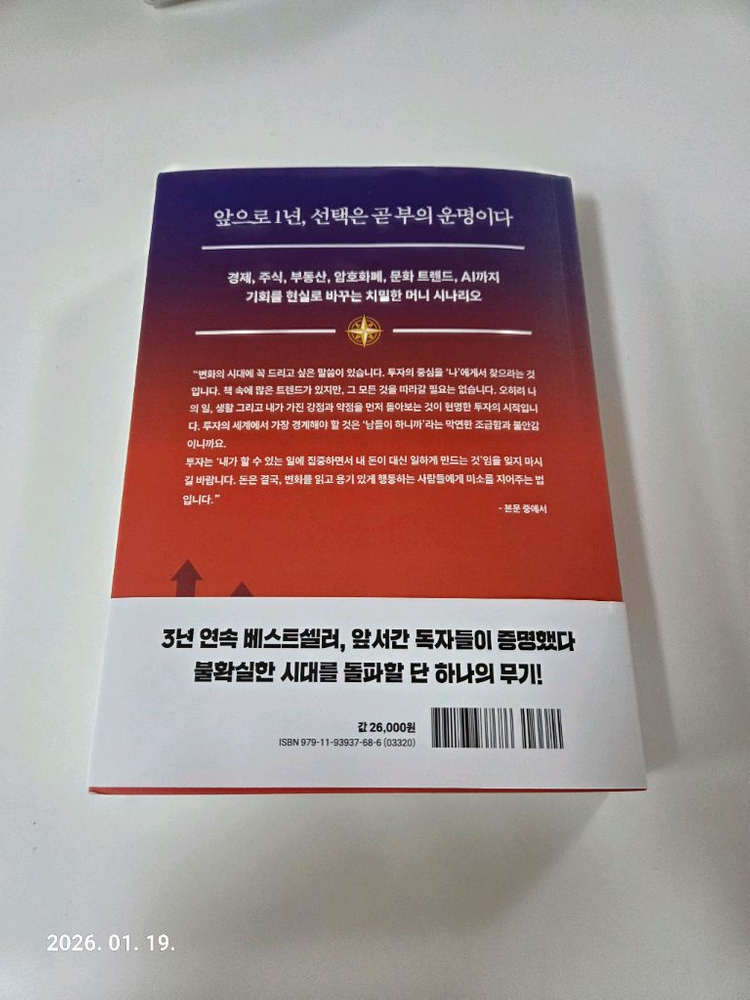 앞으로 1년, 선택은 곧 부의 운명이다
경제, 주식, 부동산, 암호화폐, 문화 트렌드, AI까지
기회를 현실로 바꾸는 치밀한 머니 시나리오
"변화의 시대에 꼭 드리고 싶은 말씀이 있습니다. 투자의 중심을 '나'에게서 찾으라는 것
입니다. 책 속에 많은 트렌드가 있지만, 그 모든 것을 따라갈 필요는 없습니다. 오히려 나
의 일, 생활 그리고 내가 가진 강점과 약점을 먼저 돌아보는 것이 현명한 투자의 시작입니
다. 투자의 세계에서 가장 경계해야 할 것은 '남들이 하니까'라는 막연한 조급함과 불안감
이니까요.
투자는 '내가 할 수 있는 일에 집중하면서 내 돈이 대신 일하게 만드는 것'임을 잊지 마시
길 바랍니다. 돈은 결국, 변화를 읽고 용기 있게 행동하는 사람들에게 미소를 지어주는 법
입니다."
- 본문 중에서
3년 연속 베스트셀러, 앞서간 독자들이 증명했다
불확실한 시대를 돌파할 단 하나의 무기!
값 26,000원
ISBN 979-11-93937-68-6 (03320)
2026. 01. 19.